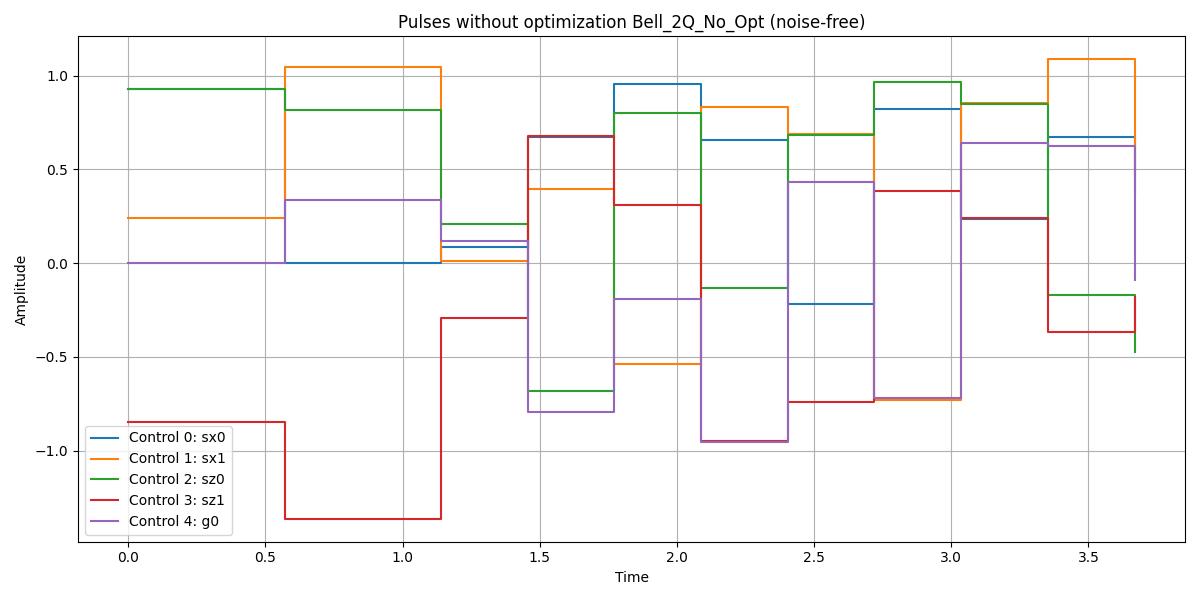 Pulses without optimization Bell_2Q_No_Opt (noise-free)
Amplitude
1.0
0.5
0.0
−0.5
−1.0
Control 0: sx0
Control 1: sx1
Control 2: sz0
Control 3: sz1
Control 4: g0
0.0 0.5 1.0 1.5 2.0 2.5 3.0 3.5
Time